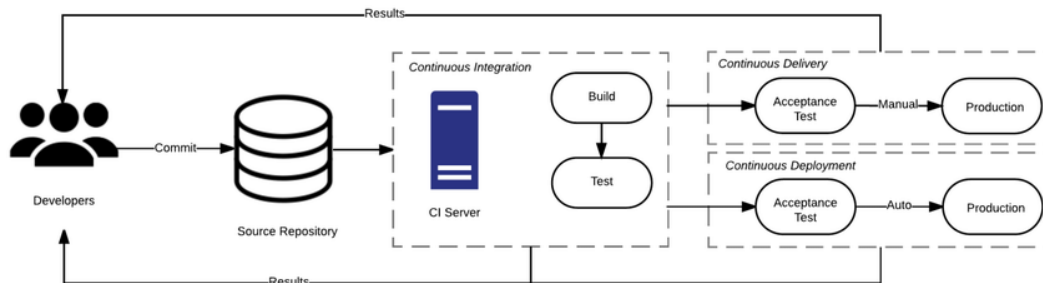 Results
Continuous Integration
Continuous Delivery
Build
Acceptance
Test
Manual
Production
Commit
Continuous Deployment
Test
Developers
CI Server
Acceptance
Test
Auto
Production
Source Repository
Results